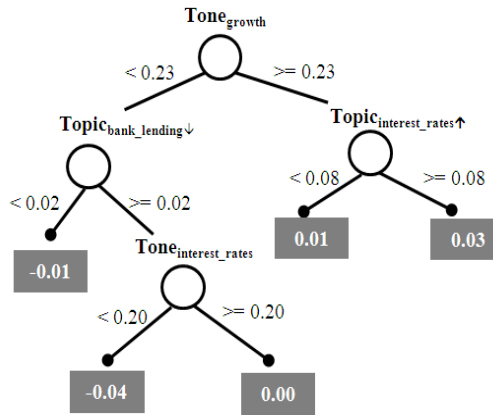 Tone_growth
< 0.23 >= 0.23
Topic_bank_lending↓ Topic_interest_rates↑
< 0.02 >= 0.02 < 0.08 >= 0.08
-0.01 0.01 0.03
Tone_interest_rates
< 0.20 >= 0.20
-0.04 0.00